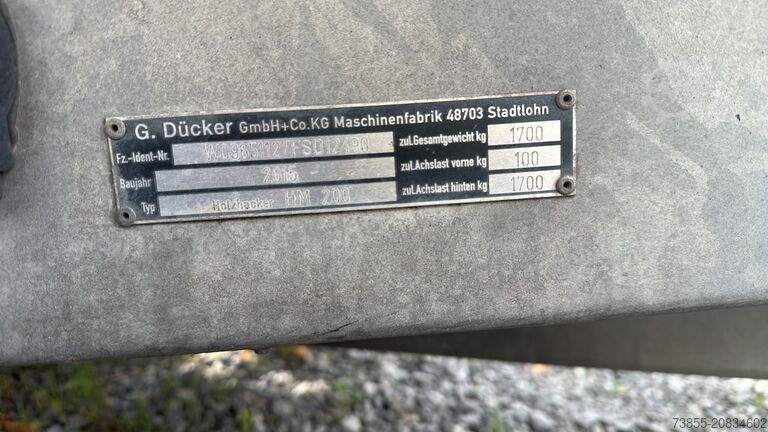 G. Dücker GmbH+Co.KG Maschinenfabrik 48703 Stadtlohn
Fz.-Ident-Nr.
zul.Gesamtgewicht kg 1700
Baujahr
zul.Achslast vorne kg 100
Typ Holzhacker HM 200
zul.Achslast hinten kg 1700
73855-20834602